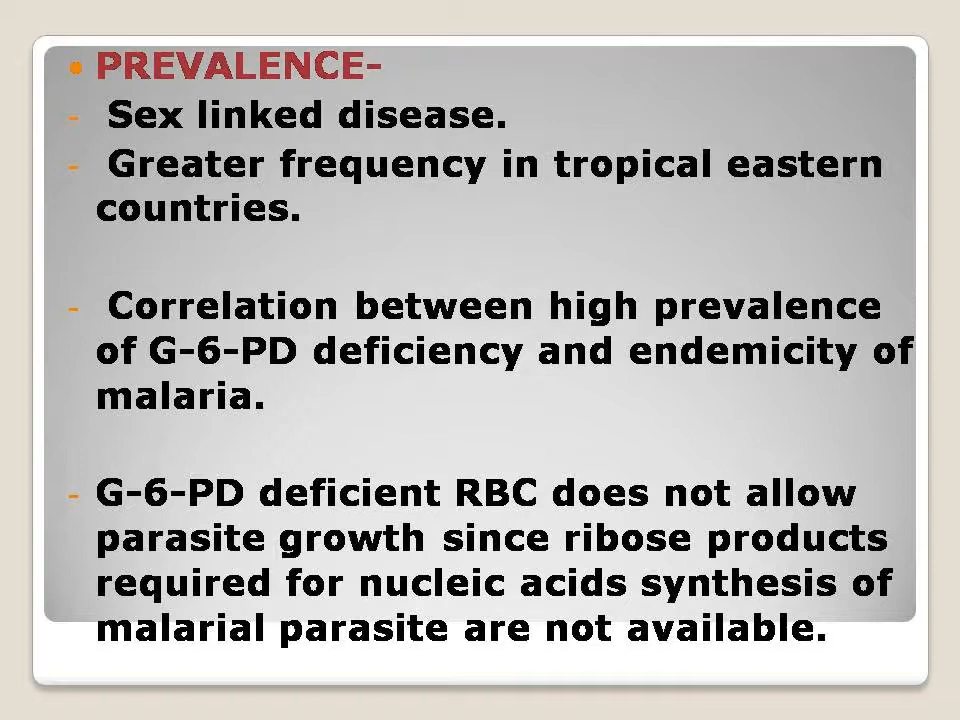 • PREVALENCE-
- Sex linked disease.
- Greater frequency in tropical eastern
countries.
- Correlation between high prevalence
of G-6-PD deficiency and endemicity of
malaria.
- G-6-PD deficient RBC does not allow
parasite growth since ribose products
required for nucleic acids synthesis of
malarial parasite are not available.